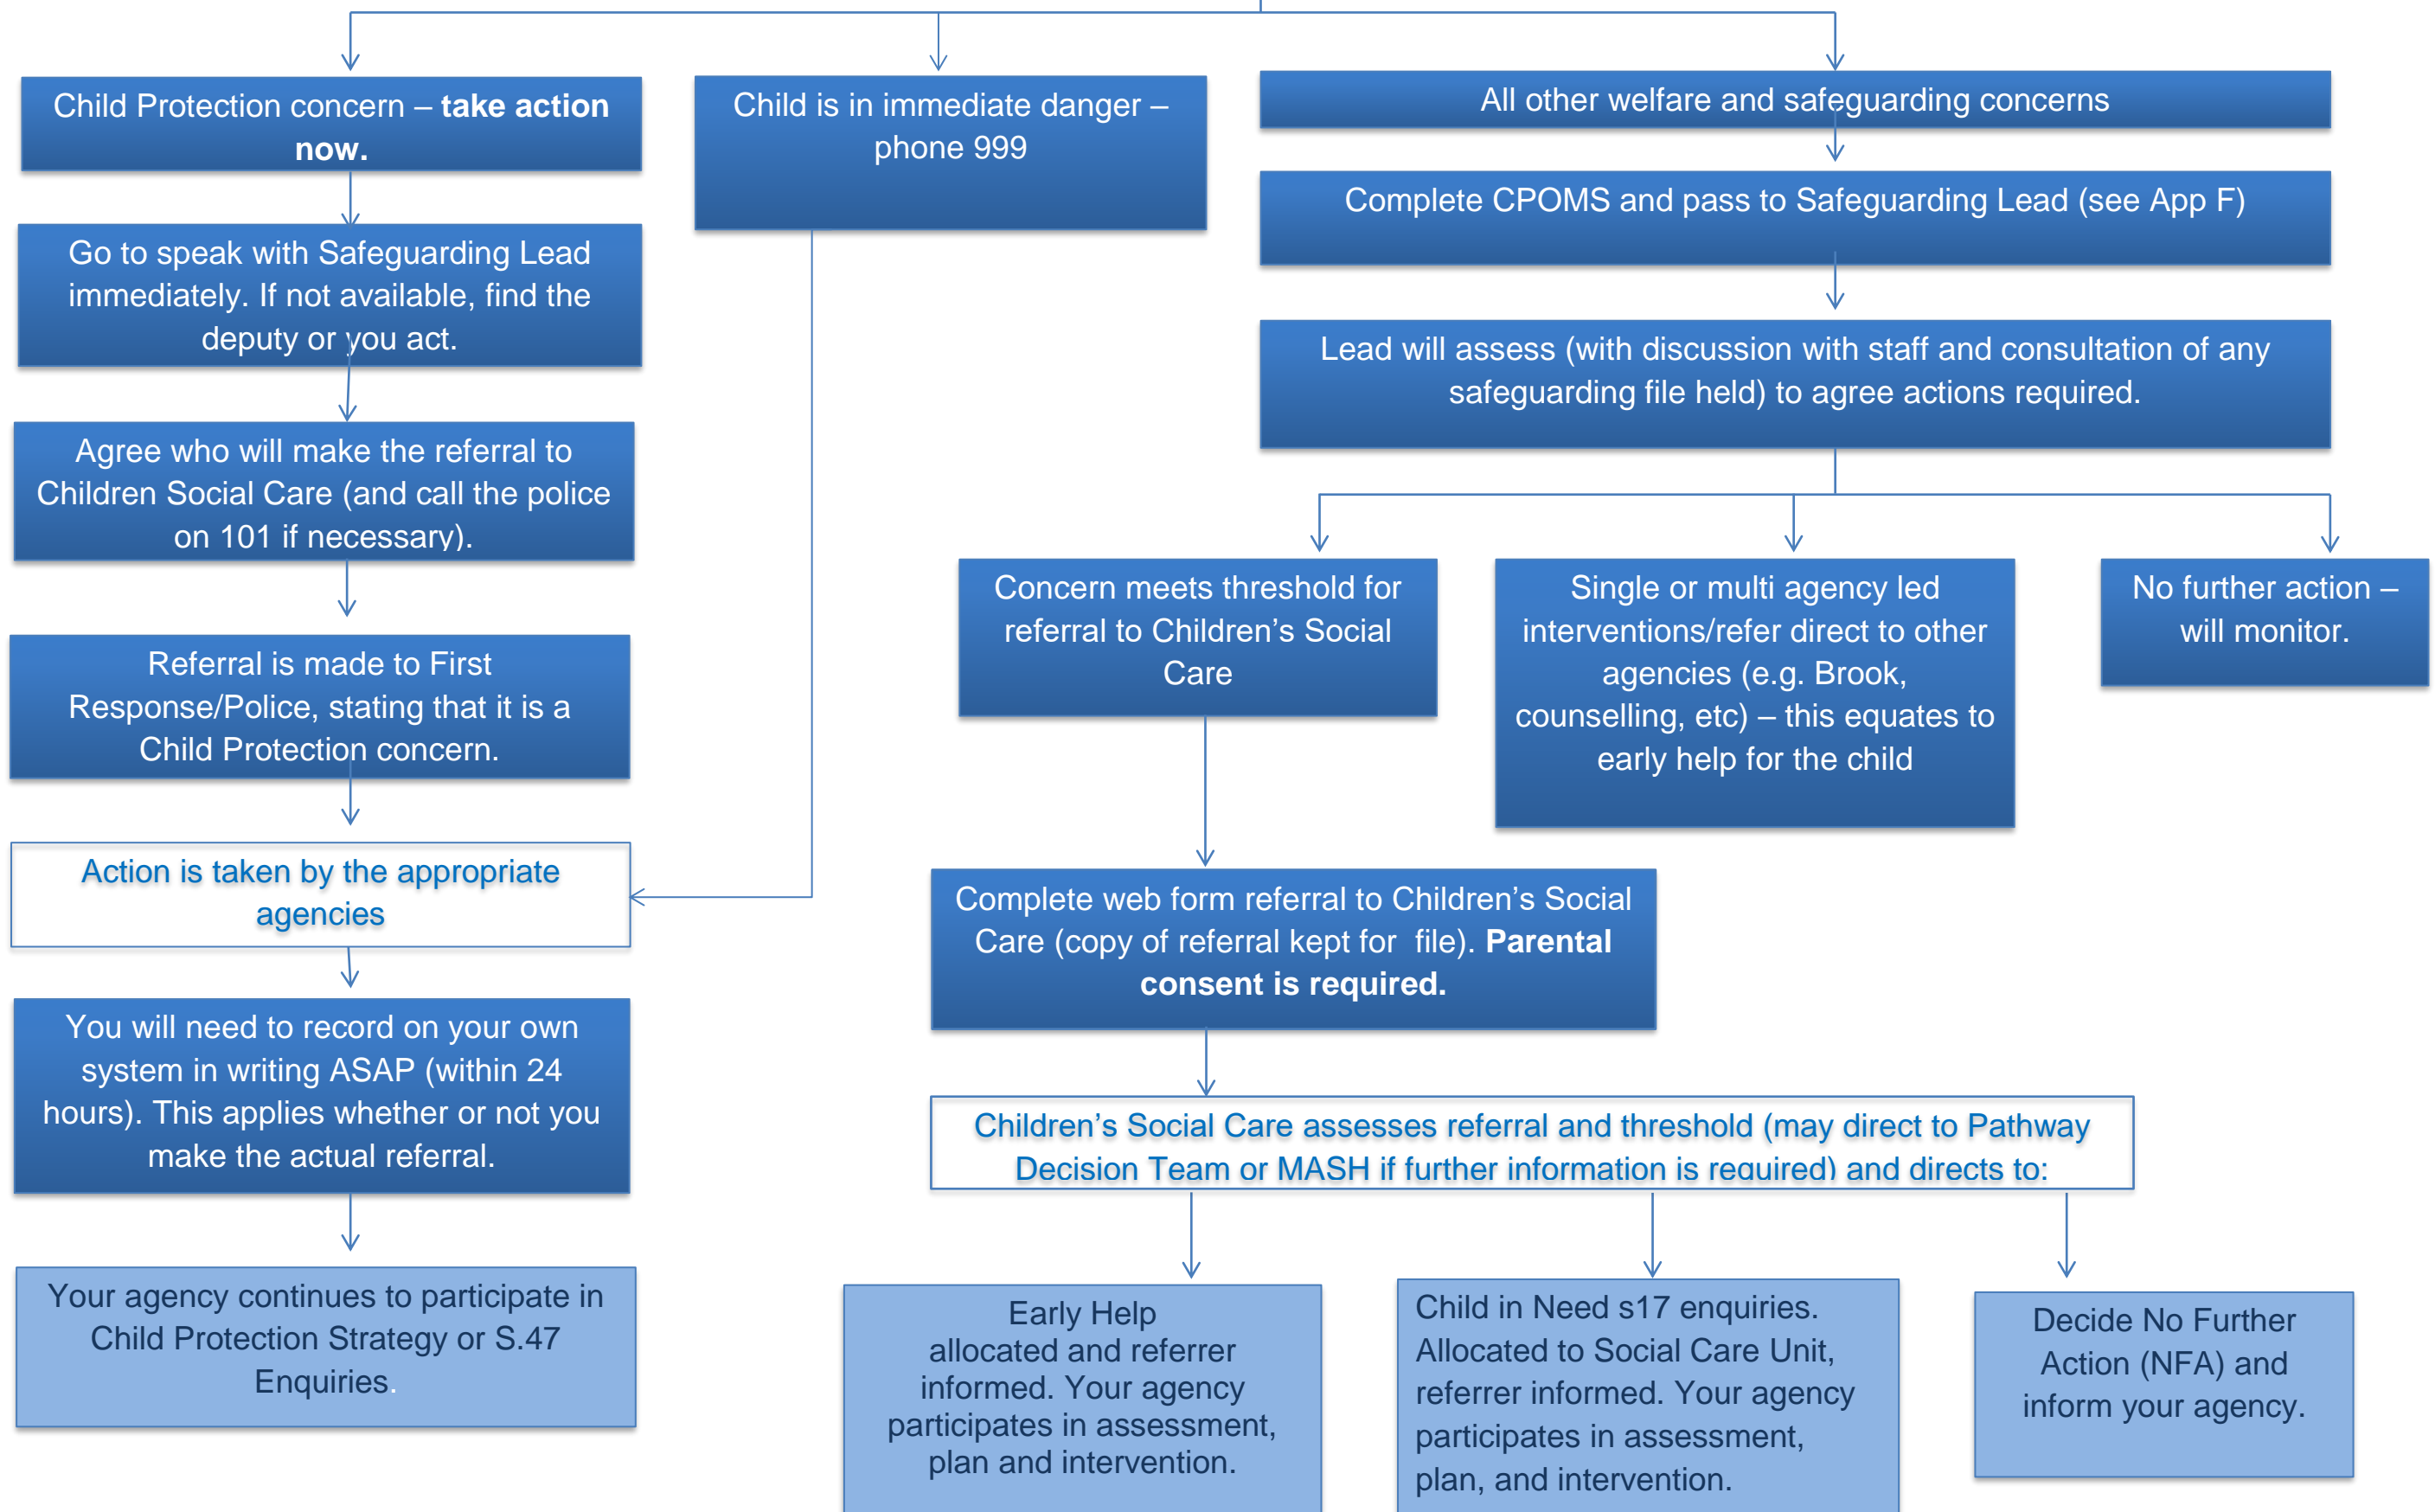 Child Protection concern – take action
now.
Go to speak with Safeguarding Lead
immediately. If not available, find the
deputy or you act.
Agree who will make the referral to
Children Social Care (and call the police
on 101 if necessary).
Referral is made to First
Response/Police, stating that it is a
Child Protection concern.
Action is taken by the appropriate
agencies
You will need to record on your own
system in writing ASAP (within 24
hours). This applies whether or not you
make the actual referral.
Your agency continues to participate in
Child Protection Strategy or S.47
Enquiries.
Child is in immediate danger –
phone 999
All other welfare and safeguarding concerns
Complete CPOMS and pass to Safeguarding Lead (see App F)
Lead will assess (with discussion with staff and consultation of any
safeguarding file held) to agree actions required.
Concern meets threshold for
referral to Children’s Social
Care
Single or multi agency led
interventions/refer direct to other
agencies (e.g. Brook,
counselling, etc) – this equates to
early help for the child
No further action –
will monitor.
Complete web form referral to Children’s Social
Care (copy of referral kept for file). Parental
consent is required.
Children’s Social Care assesses referral and threshold (may direct to Pathway
Decision Team or MASH if further information is required) and directs to:
Early Help
allocated and referrer
informed. Your agency
participates in assessment,
plan and intervention.
Child in Need s17 enquiries.
Allocated to Social Care Unit,
referrer informed. Your agency
participates in assessment,
plan, and intervention.
Decide No Further
Action (NFA) and
inform your agency.